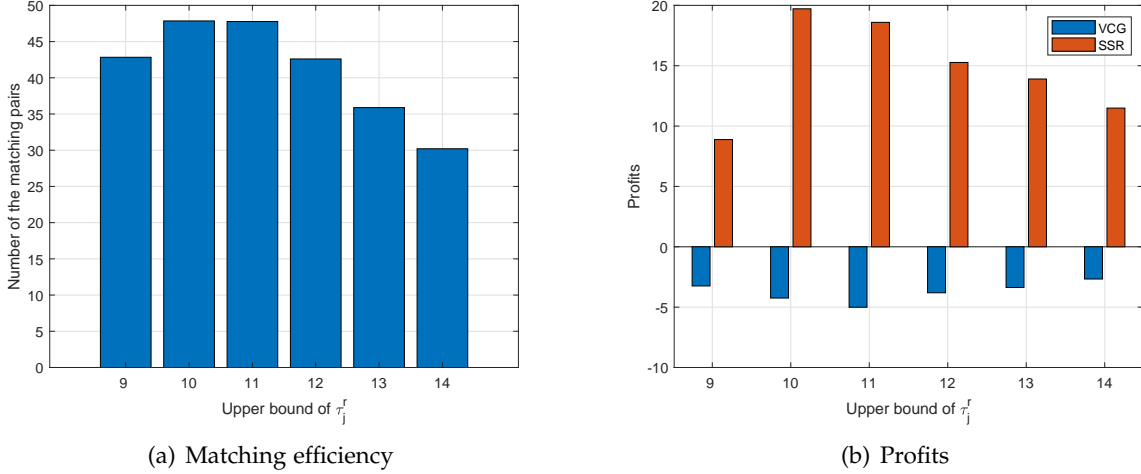 50
45
40
35
30
25
20
15
10
5
0
Number of the matching pairs
9 10 11 12 13 14
Upper bound of τ_j^r
(a) Matching efficiency
20
15
10
5
0
-5
-10
Profits
VCG
SSR
9 10 11 12 13 14
Upper bound of τ_j^r
(b) Profits